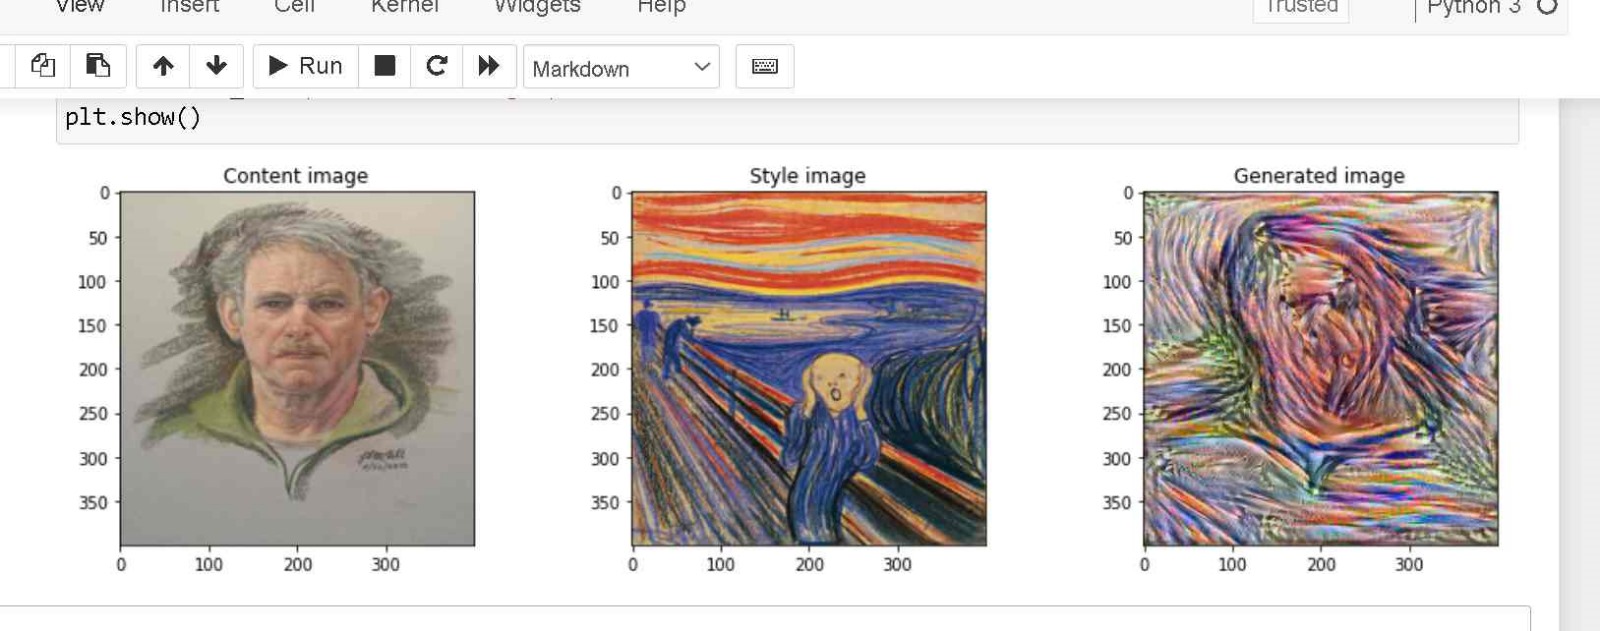 View Insert Cell Kernel Widgets Help Trusted Python 3
Run Markdown
plt.show()
Content image Style image Generated image
0 0 0
50 50 50
100 100 100
150 150 150
200 200 200
250 250 250
300 300 300
350 350 350
0 100 200 300 0 100 200 300 0 100 200 300